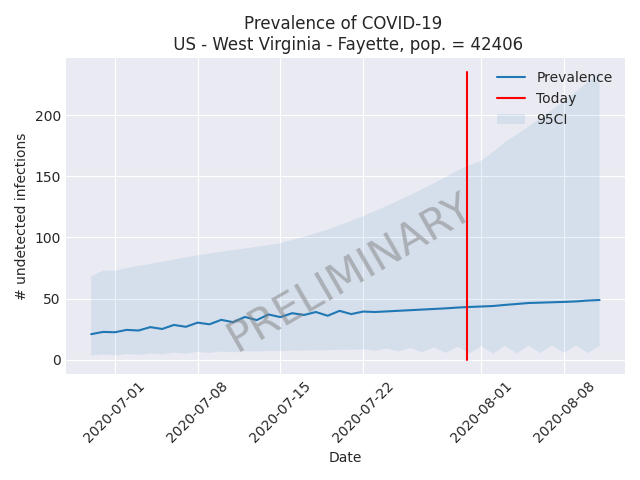 Prevalence of COVID-19
US - West Virginia - Fayette, pop. = 42406
Prevalence
Today
95CI
200
150
100
50
0
# undetected infections
PRELIMINARY
2020-07-01
2020-07-08
2020-07-15
2020-07-22
2020-08-01
2020-08-08
Date